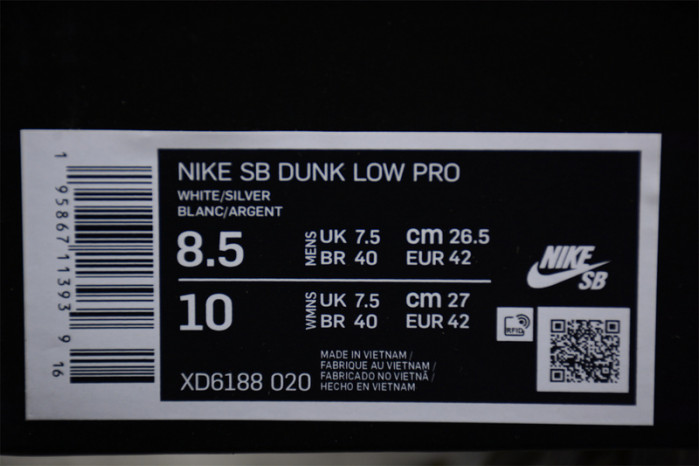 NIKE SB DUNK LOW PRO
WHITE/SILVER
BLANC/ARGENT
8.5 MENS UK 7.5 cm 26.5
BR 40 EUR 42
10 WMNS UK 7.5 cm 27
BR 40 EUR 42
NIKE
SB
RFID
XD6188 020
MADE IN VIETNAM /
FABRIQUE AU VIETNAM /
FABRICADO NO VIETNÃ /
HECHO EN VIETNAM
1 95867 11393 9 16